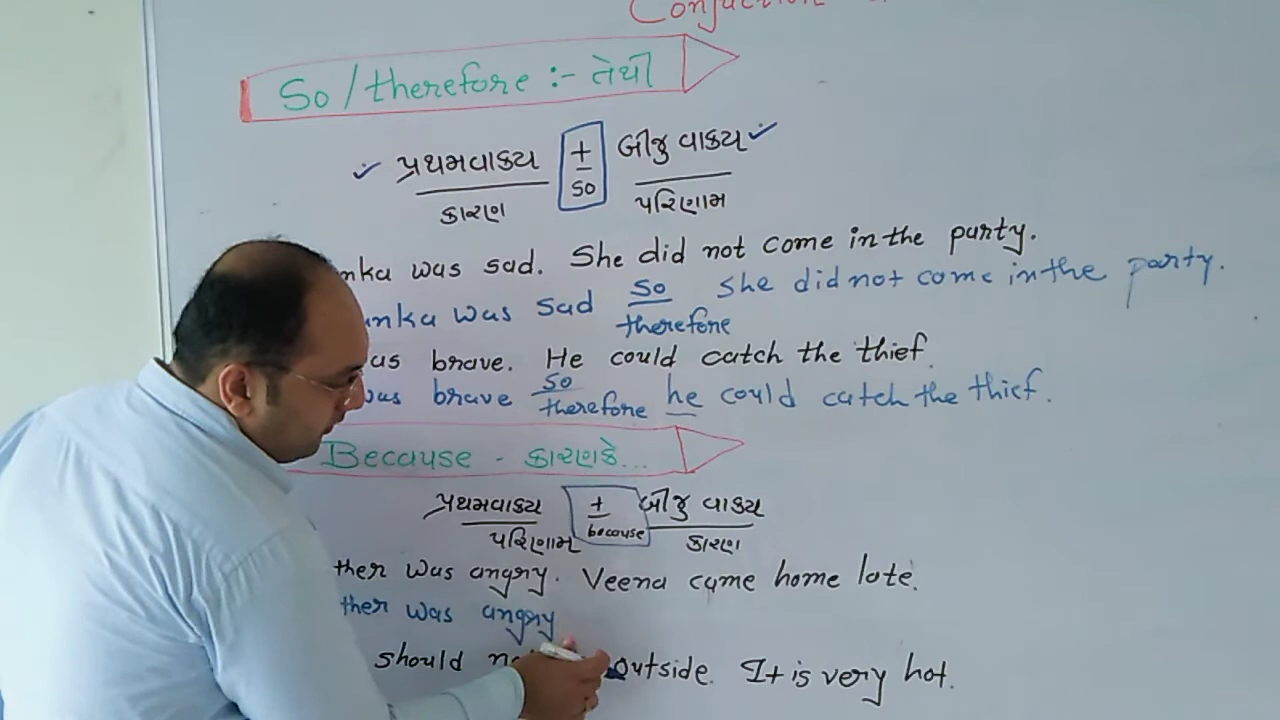 So / therefore :- તેથી
પ્રથમવાક્ય + બીજુ વાક્ય
so
કારણ પરિણામ
nka was sad. She did not come in the party.
nka was sad so she did not come in the party.
therefore
as brave. He could catch the thief.
was brave so he could catch the thief.
therefore
Because - કારણકે...
પ્રથમવાક્ય + બીજુ વાક્ય
because
પરિણામ કારણ
ther was angry. Veena came home late.
ther was angry
should outside. It is very hot.